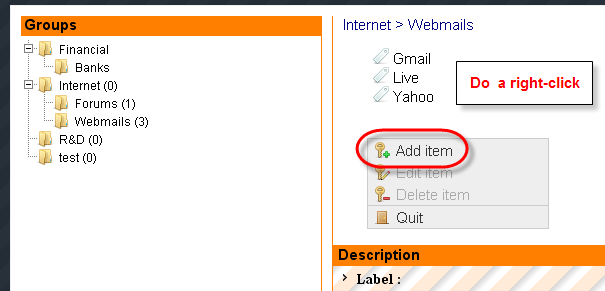 Groups
Financial
Banks
Internet (0)
Forums (1)
Webmails (3)
R&D (0)
test (0)
Internet > Webmails
Gmail
Live
Yahoo
Do a right-click
Add item
Edit item
Delete item
Quit
Description
Label :